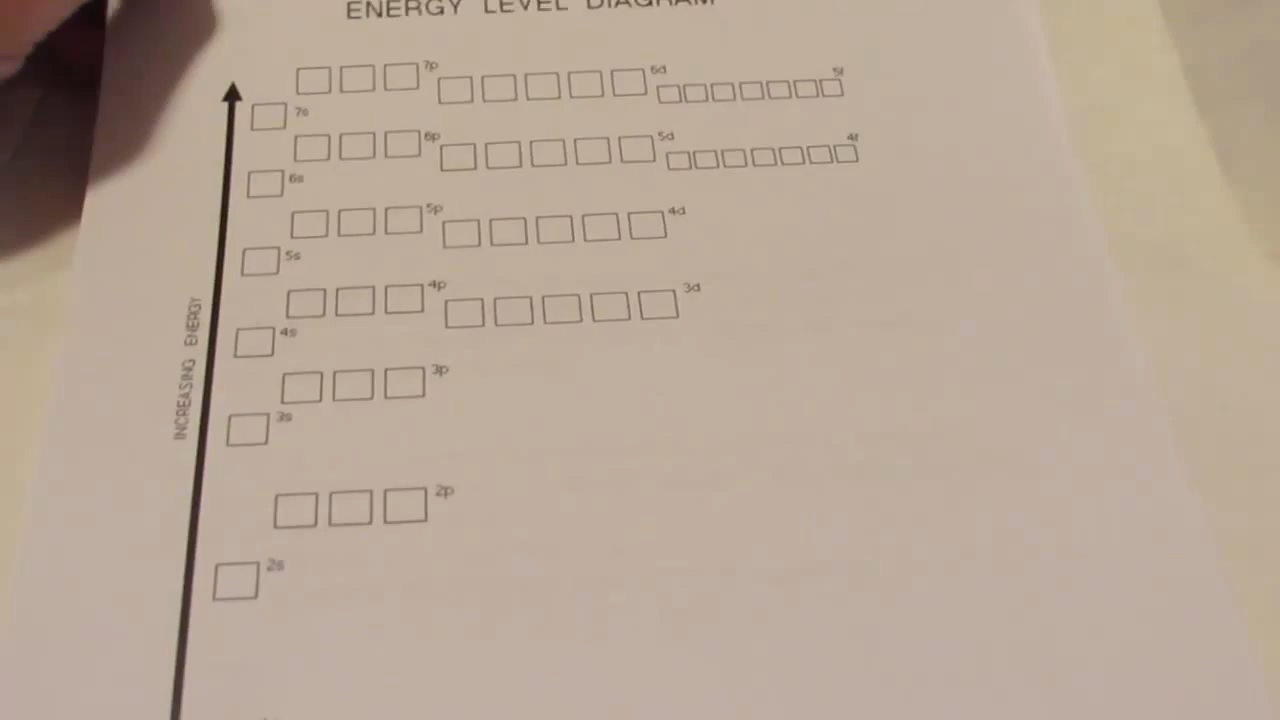 ENERGY LEVEL DIAGRAM
7p 6d 5f
7s
6p 5d 4f
6s
5p 4d
5s
4p 3d
4s
3p
3s
2p
2s
INCREASING ENERGY